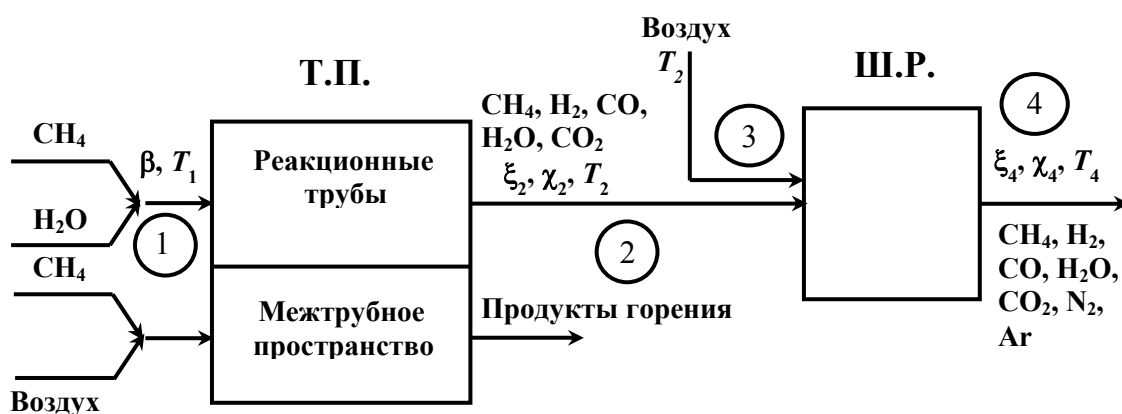 Воздух
T₂
Т.П.
Ш.Р.
CH₄
β, T₁
H₂O
1
CH₄
Воздух
Реакционные
трубы
Межтрубное
пространство
CH₄, H₂, CO,
H₂O, CO₂
ξ₂, χ₂, T₂
2
Продукты горения
3
4
ξ₄, χ₄, T₄
CH₄, H₂,
CO, H₂O,
CO₂, N₂,
Ar